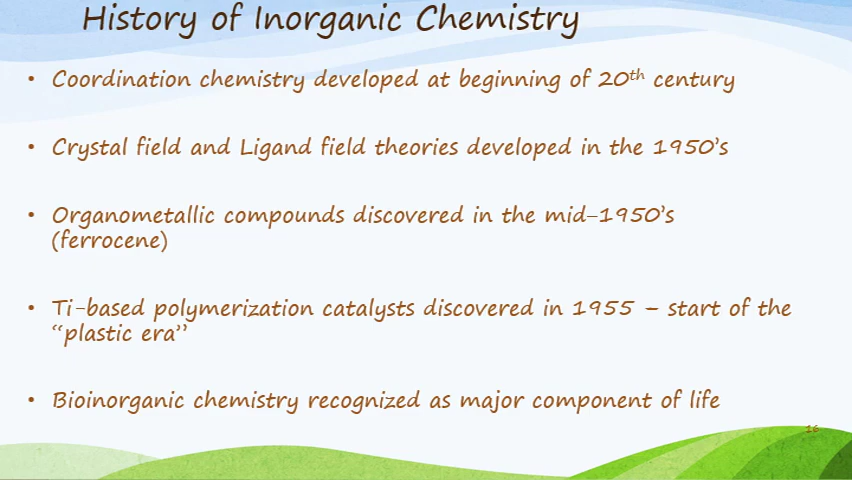 History of Inorganic Chemistry
• Coordination chemistry developed at beginning of 20th century
• Crystal field and Ligand field theories developed in the 1950's
• Organometallic compounds discovered in the mid-1950's
(ferrocene)
• Ti-based polymerization catalysts discovered in 1955 – start of the
“plastic era”
• Bioinorganic chemistry recognized as major component of life
16